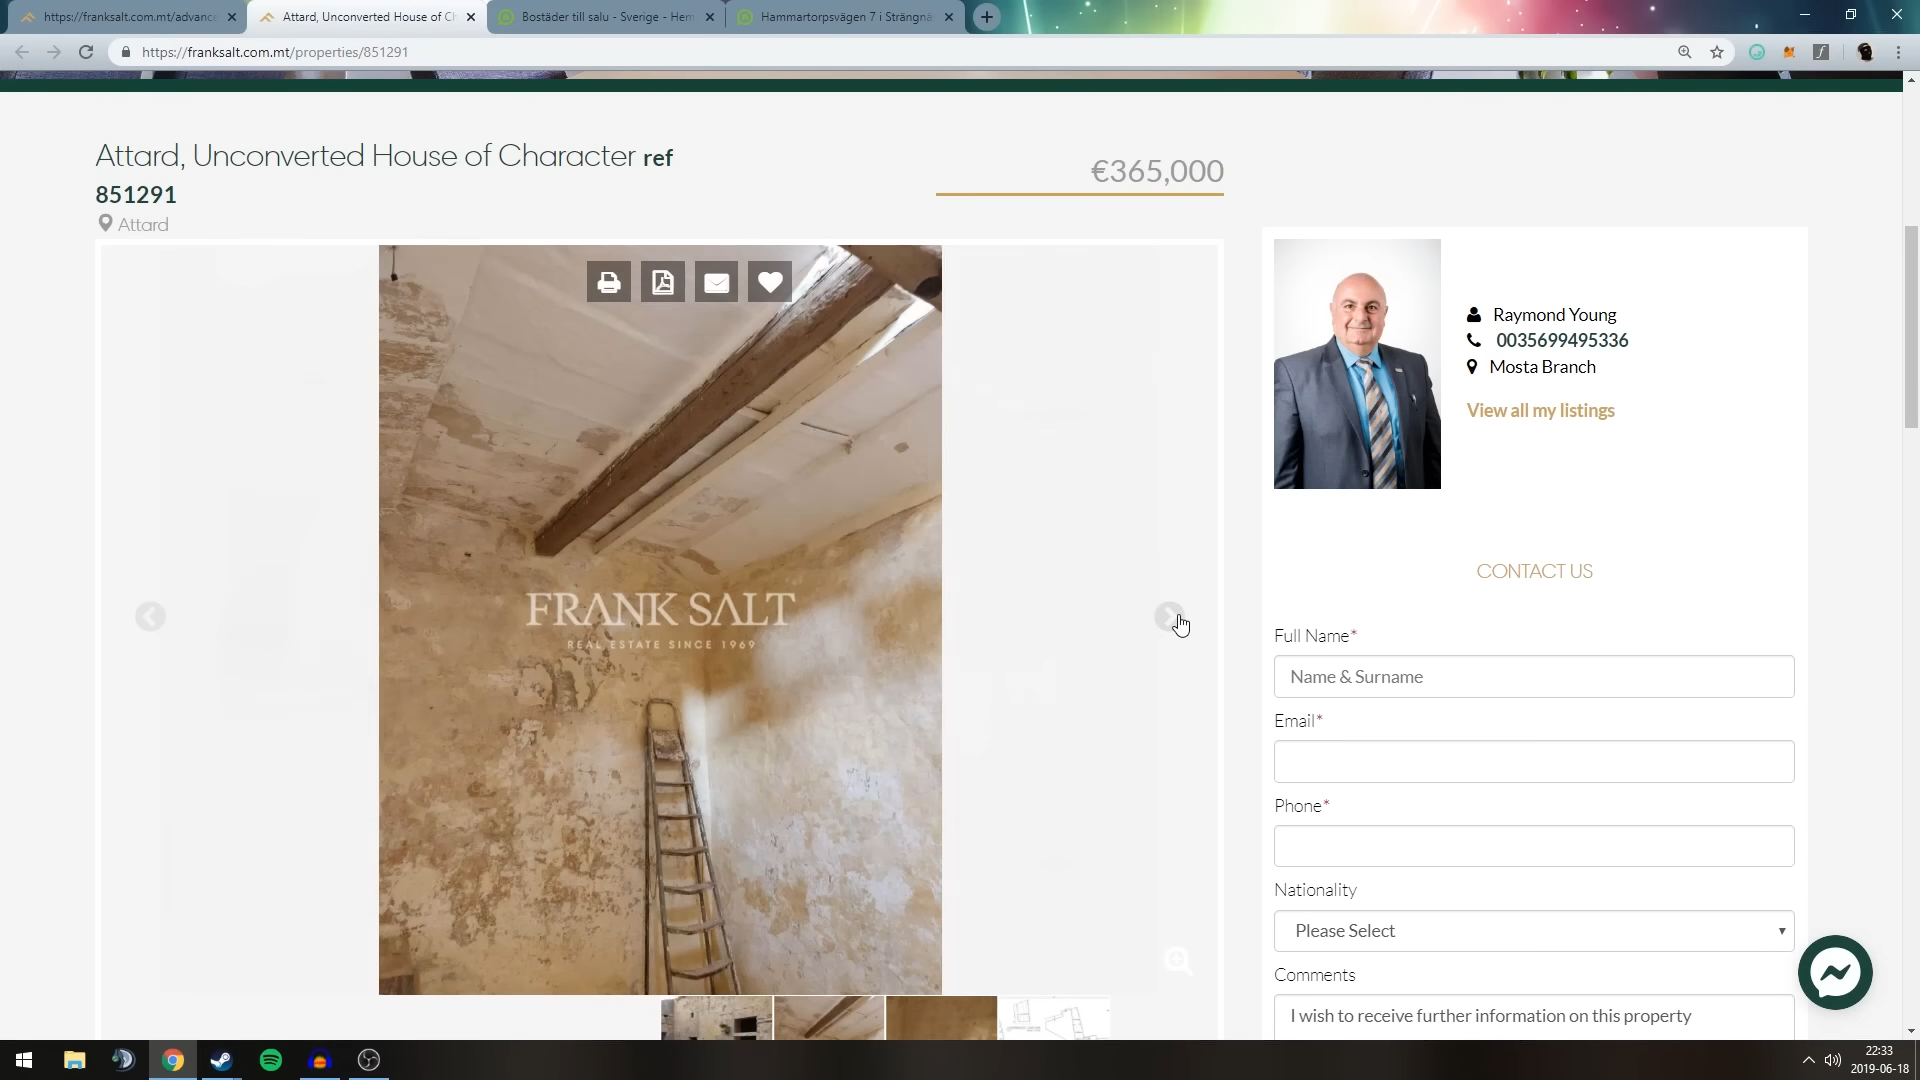 https://franksalt.com.mt/advance
Attard, Unconverted House of Ch
Bostäder till salu - Sverige - Hem
Hammartorpsvägen 7 i Strängnä
https://franksalt.com.mt/properties/851291
Attard, Unconverted House of Character ref
851291
€365,000
Attard
FRANK SALT
REAL ESTATE SINCE 1969
Raymond Young
0035699495336
Mosta Branch
View all my listings
CONTACT US
Full Name*
Name & Surname
Email*
Phone*
Nationality
Please Select
Comments
I wish to receive further information on this property
22:33
2019-06-18